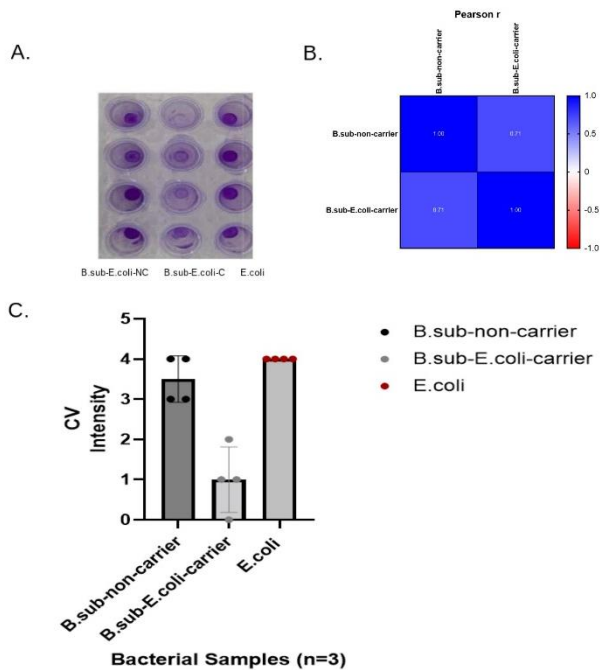 A.
B.sub-E.coli-NC B.sub-E.coli-C E.coli
B.
Pearson r
B.sub-non-carrier
B.sub-E.coli-carrier
B.sub-non-carrier
B.sub-E.coli-carrier
1.00 0.71
0.71 1.00
1.0
0.5
0
-0.5
-1.0
C.
CV
Intensity
5
4
3
2
1
0
B.sub-non-carrier
B.sub-E.coli-carrier
E.coli
Bacterial Samples (n=3)
B.sub-non-carrier
B.sub-E.coli-carrier
E.coli